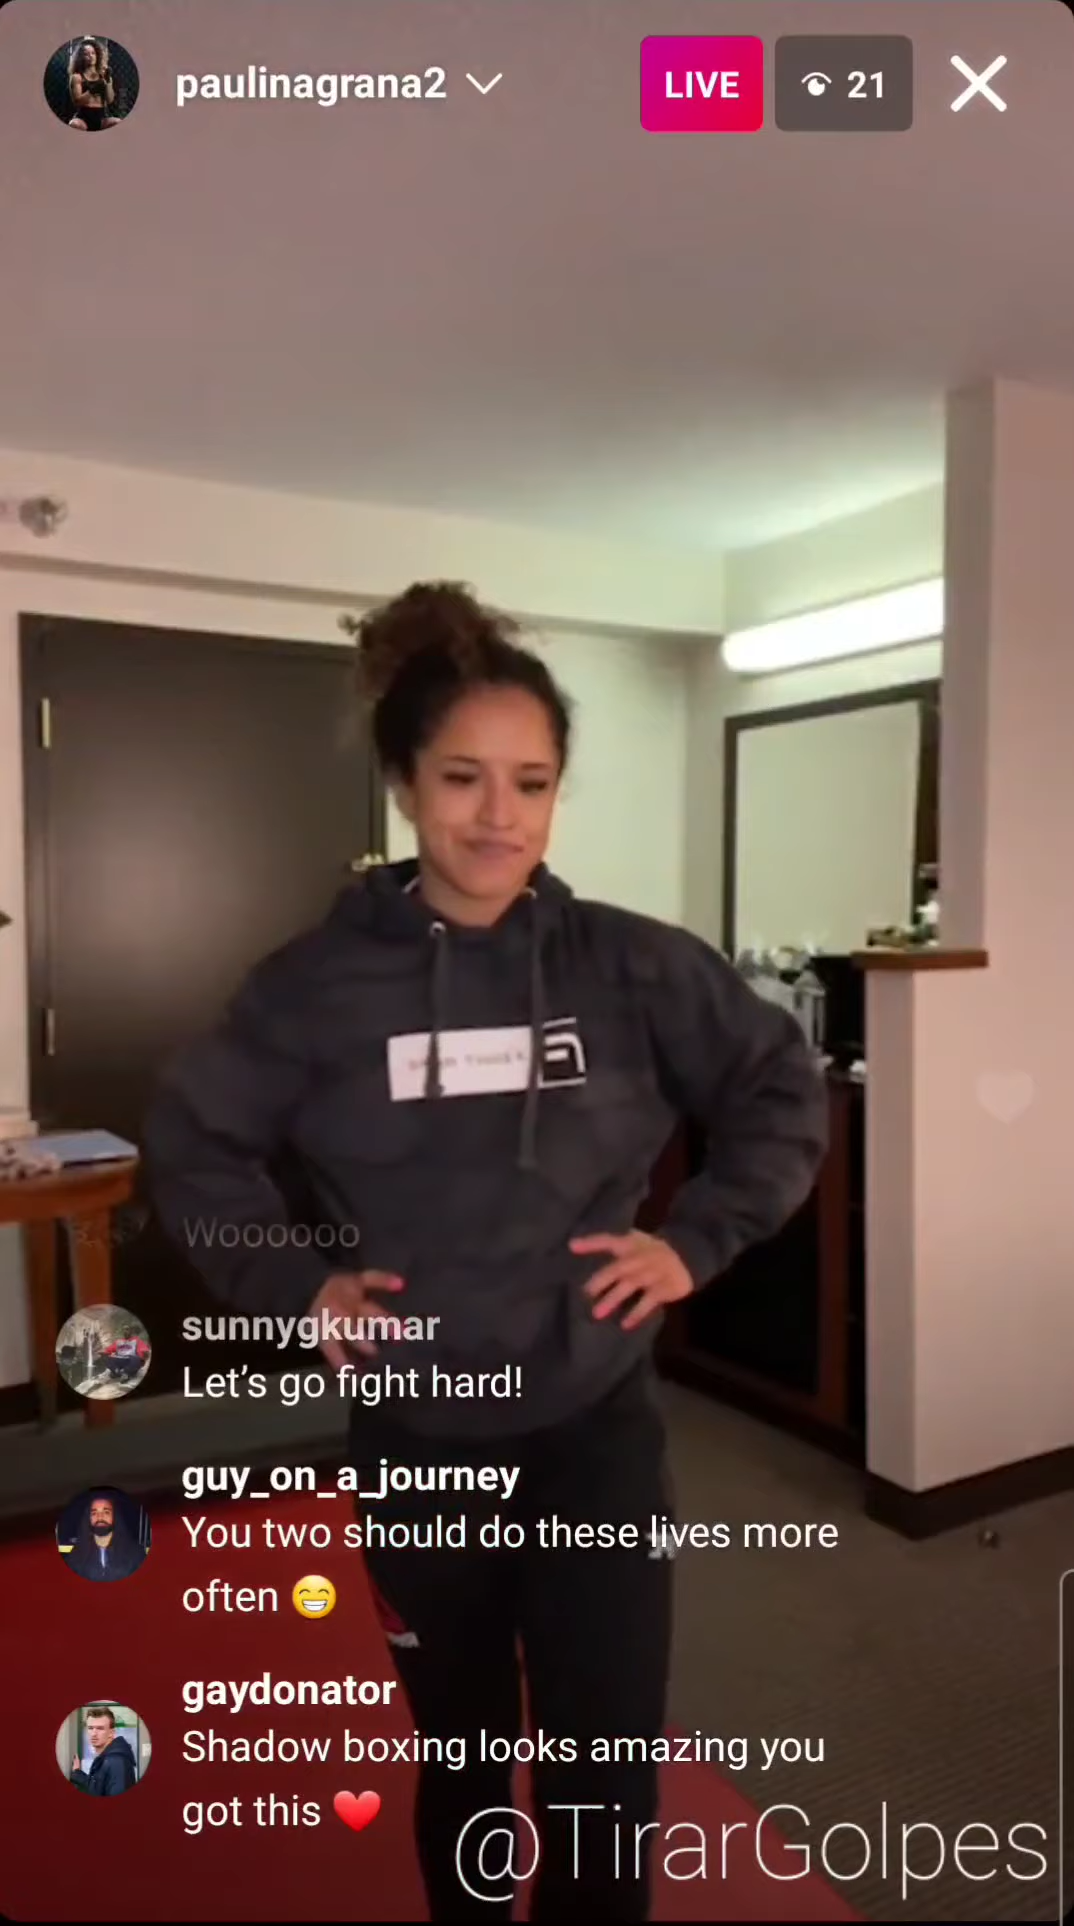 paulinagrana2
LIVE
21
Woooooo
sunnygkumar
Let's go fight hard!
guy_on_a_journey
You two should do these lives more
often 😁
gaydonator
Shadow boxing looks amazing you
got this ❤️
@TirarGolpes